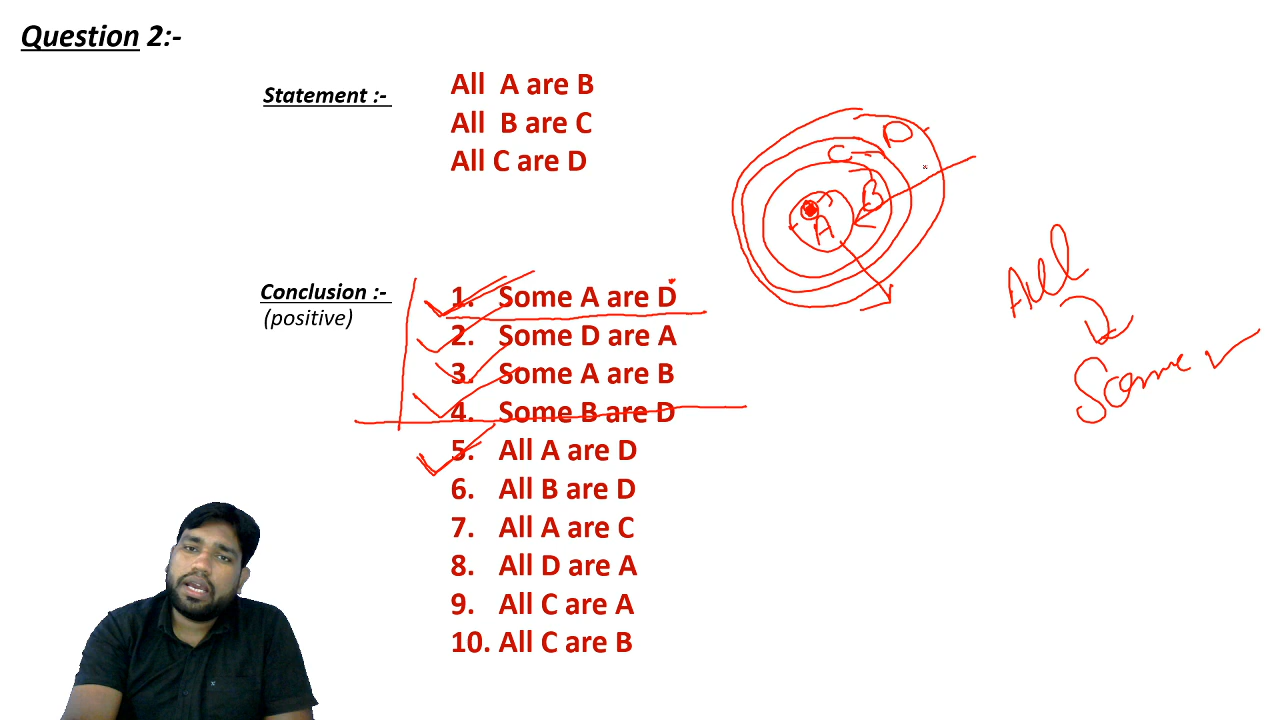 Question 2:-
Statement :-
All A are B
All B are C
All C are D
D
C
B
A
All
Some
Conclusion :-
(positive)
1. Some A are D
2. Some D are A
3. Some A are B
4. Some B are D
5. All A are D
6. All B are D
7. All A are C
8. All D are A
9. All C are A
10. All C are B